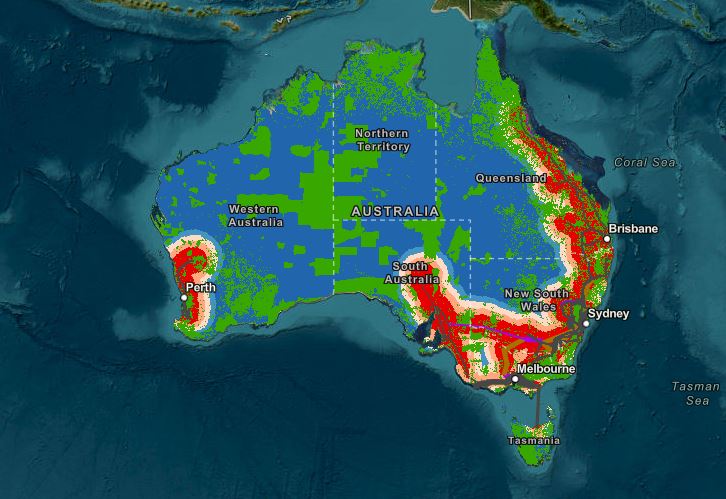 Northern
Territory
Coral Sea
Queensland
Western
Australia
AUSTRALIA
Brisbane
South
Australia
Perth
New South
Wales
Sydney
Melbourne
Tasman
Sea
Tasmania